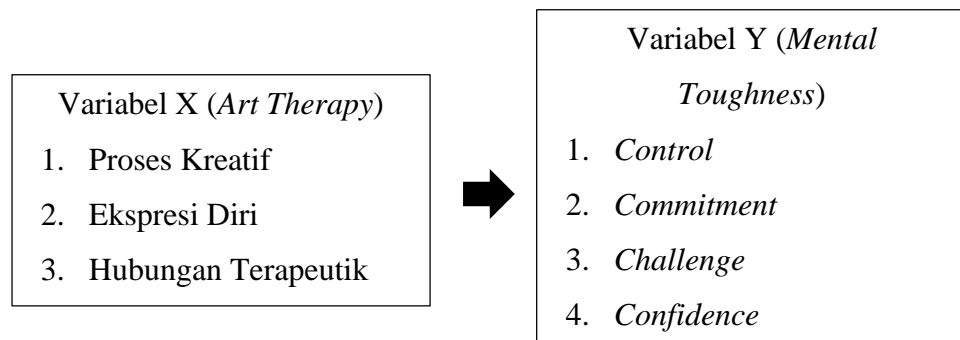 Variabel X (Art Therapy)
1. Proses Kreatif
2. Ekspresi Diri
3. Hubungan Terapeutik
Variabel Y (Mental
Toughness)
1. Control
2. Commitment
3. Challenge
4. Confidence